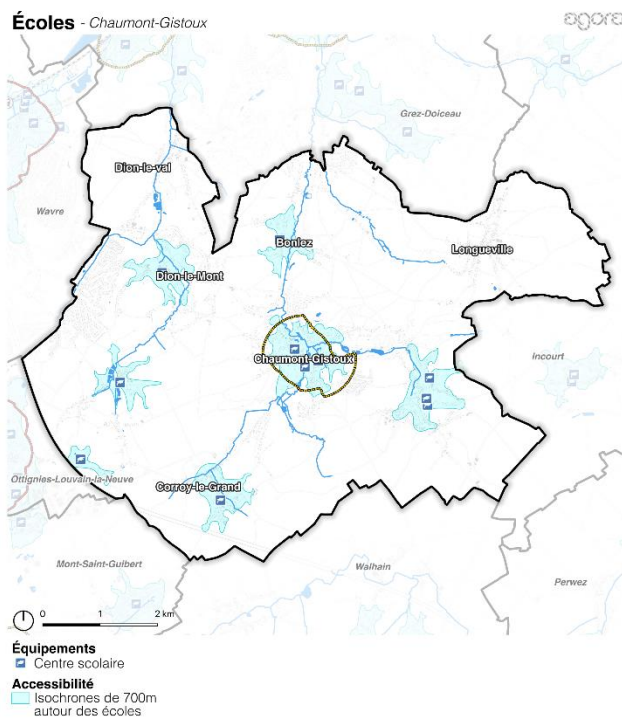 Écoles - Chaumont-Gistoux
agora
Grez-Doiceau
Dion-le-val
Wavre
Bonlez
Longueville
Dion-le-Mont
Chaumont-Gistoux
Incourt
Ottignies-Louvain-la-Neuve
Corroy-le-Grand
Mont-Saint-Guibert
Walhain
Perwez
0 1 2 km
Équipements
Centre scolaire
Accessibilité
Isochrones de 700m
autour des écoles